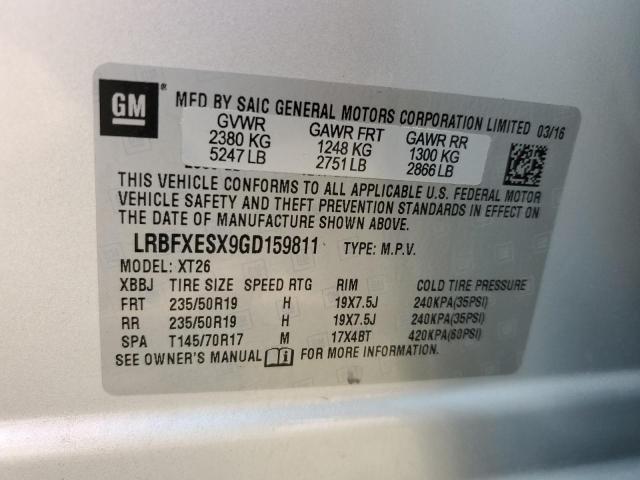 GM ®
MFD BY SAIC GENERAL MOTORS CORPORATION LIMITED 03/16
GVWR GAWR FRT GAWR RR
2380 KG 1248 KG 1300 KG
5247 LB 2751 LB 2866 LB
THIS VEHICLE CONFORMS TO ALL APPLICABLE U.S. FEDERAL MOTOR
VEHICLE SAFETY AND THEFT PREVENTION STANDARDS IN EFFECT ON
THE DATE OF MANUFACTURE SHOWN ABOVE.
LRBFXESX9GD159811 TYPE: M.P.V.
MODEL: XT26
XBBJ TIRE SIZE SPEED RTG RIM COLD TIRE PRESSURE
FRT 235/50R19 H 19X7.5J 240KPA(35PSI)
RR 235/50R19 H 19X7.5J 240KPA(35PSI)
SPA T145/70R17 M 17X4BT 420KPA(60PSI)
SEE OWNER'S MANUAL FOR MORE INFORMATION.